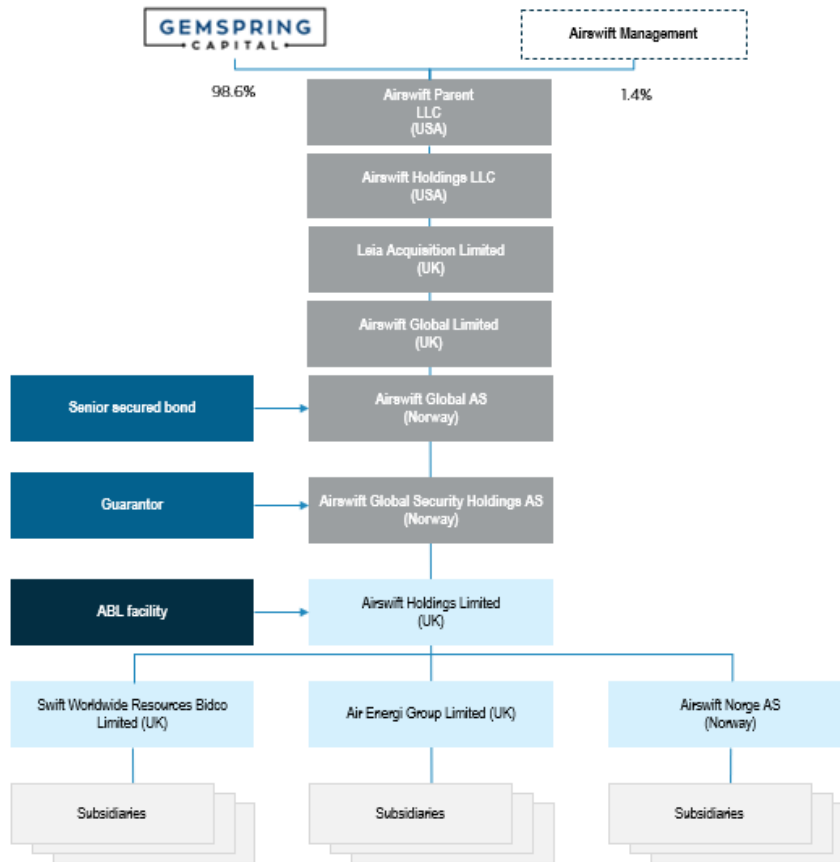 GEMSPRING
CAPITAL
Airswift Management
98.6%
1.4%
Airswift Parent
LLC
(USA)
Airswift Holdings LLC
(USA)
Leia Acquisition Limited
(UK)
Airswift Global Limited
(UK)
Senior secured bond
Airswift Global AS
(Norway)
Guarantor
Airswift Global Security Holdings AS
(Norway)
ABL facility
Airswift Holdings Limited
(UK)
Swift Worldwide Resources Bidco
Limited (UK)
Air Energi Group Limited (UK)
Airswift Norge AS
(Norway)
Subsidiaries
Subsidiaries
Subsidiaries